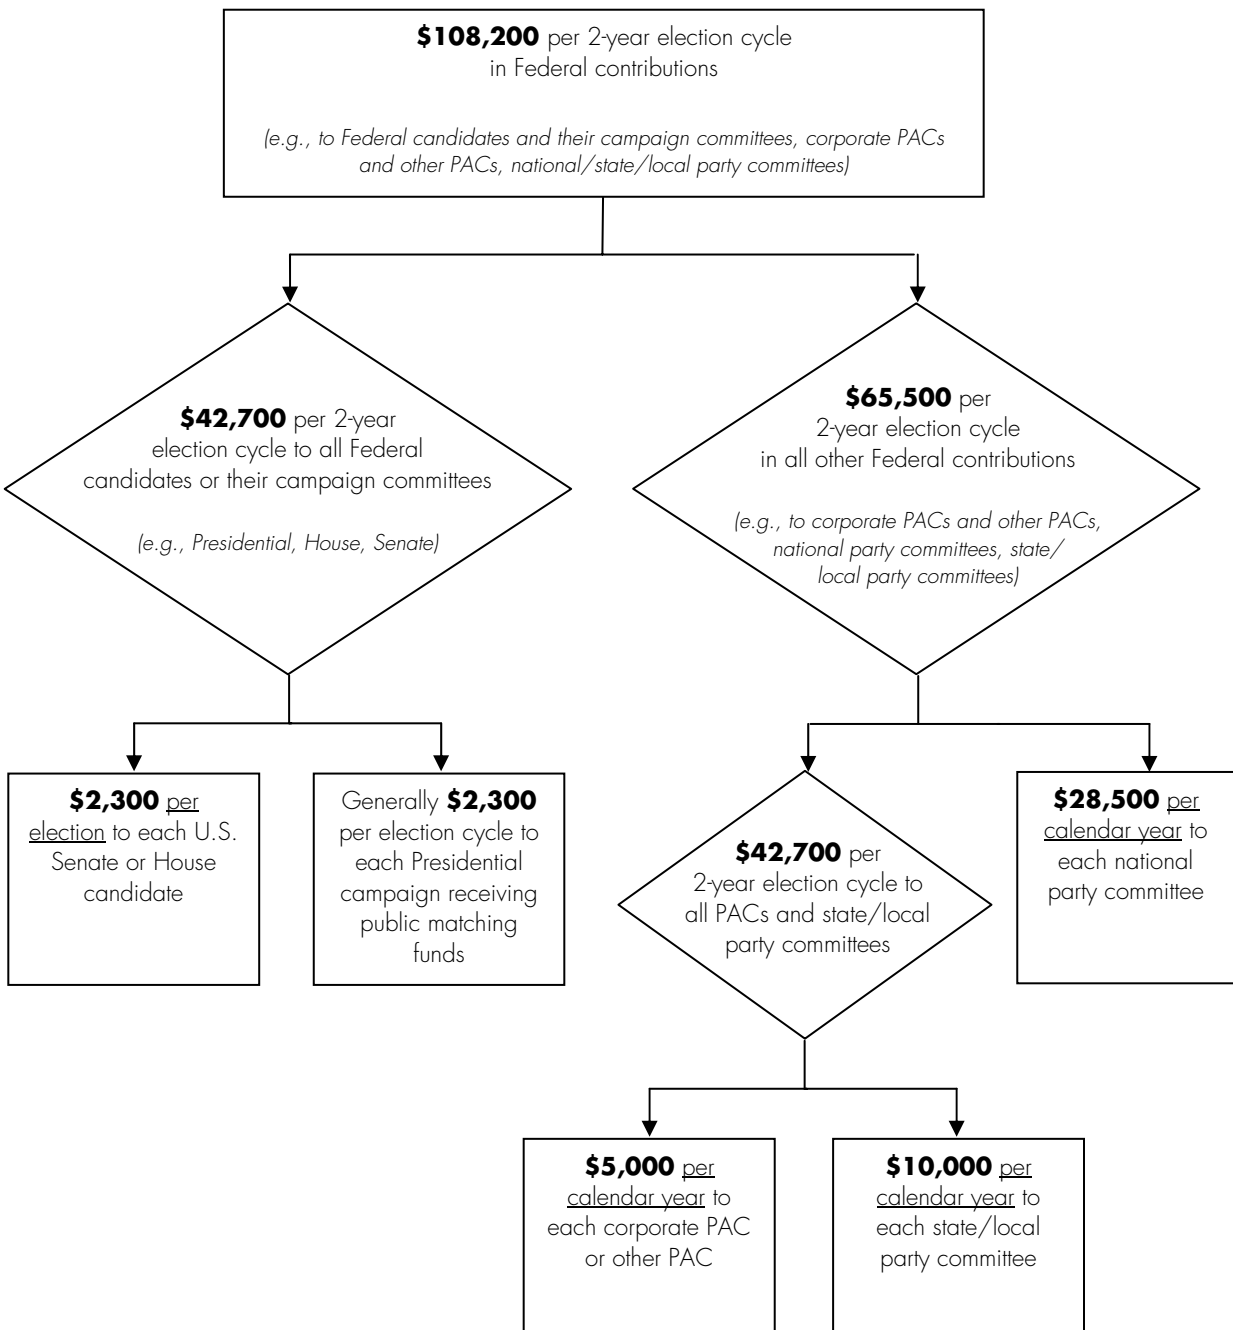 $108,200 per 2-year election cycle
in Federal contributions
(e.g., to Federal candidates and their campaign committees, corporate PACs
and other PACs, national/state/local party committees)
$42,700 per 2-year
election cycle to all Federal
candidates or their campaign committees
(e.g., Presidential, House, Senate)
$65,500 per
2-year election cycle
in all other Federal contributions
(e.g., to corporate PACs and other PACs,
national party committees, state/
local party committees)
$2,300 per
election to each U.S.
Senate or House
candidate
Generally $2,300
per election cycle to
each Presidential
campaign receiving
public matching
funds
$42,700 per
2-year election cycle to
all PACs and state/local
party committees
$28,500 per
calendar year to
each national
party committee
$5,000 per
calendar year to
each corporate PAC
or other PAC
$10,000 per
calendar year to
each state/local
party committee